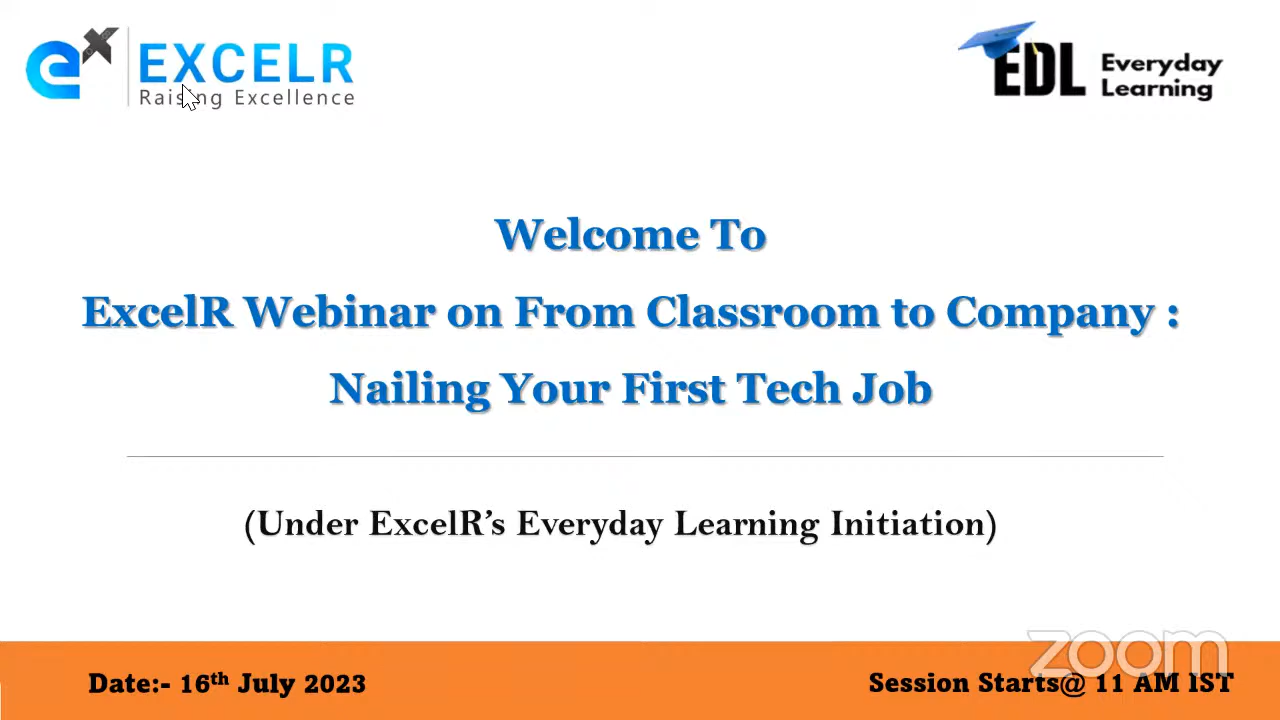 ex EXCELR
Raising Excellence
EDL Everyday
Learning
Welcome To
ExcelR Webinar on From Classroom to Company :
Nailing Your First Tech Job
(Under ExcelR’s Everyday Learning Initiation)
zoom
Date:- 16th July 2023
Session Starts@ 11 AM IST